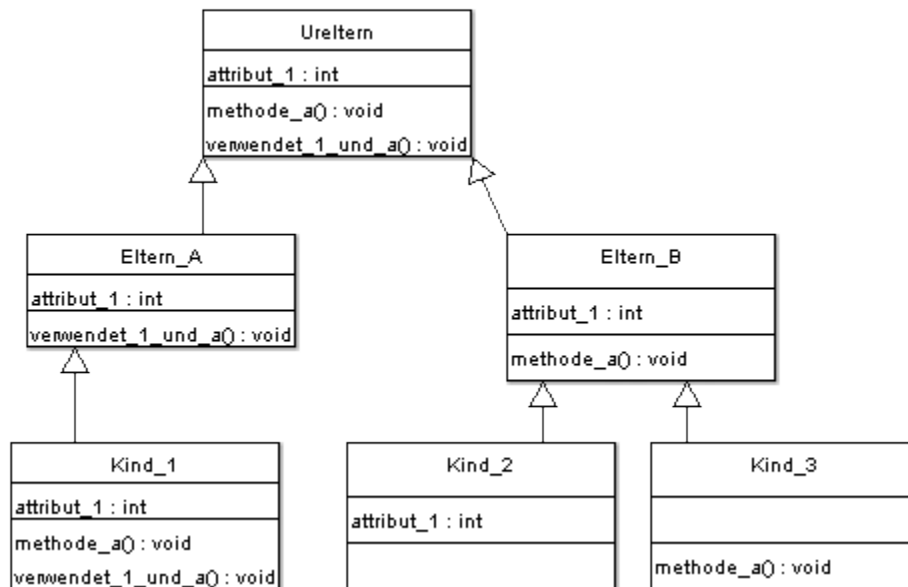 UrEltern
attribut_1 : int
methode_a() : void
verwendet_1_und_a() : void
Eltern_A
attribut_1 : int
verwendet_1_und_a() : void
Eltern_B
attribut_1 : int
methode_a() : void
Kind_1
attribut_1 : int
methode_a() : void
verwendet_1_und_a() : void
Kind_2
attribut_1 : int
Kind_3
methode_a() : void